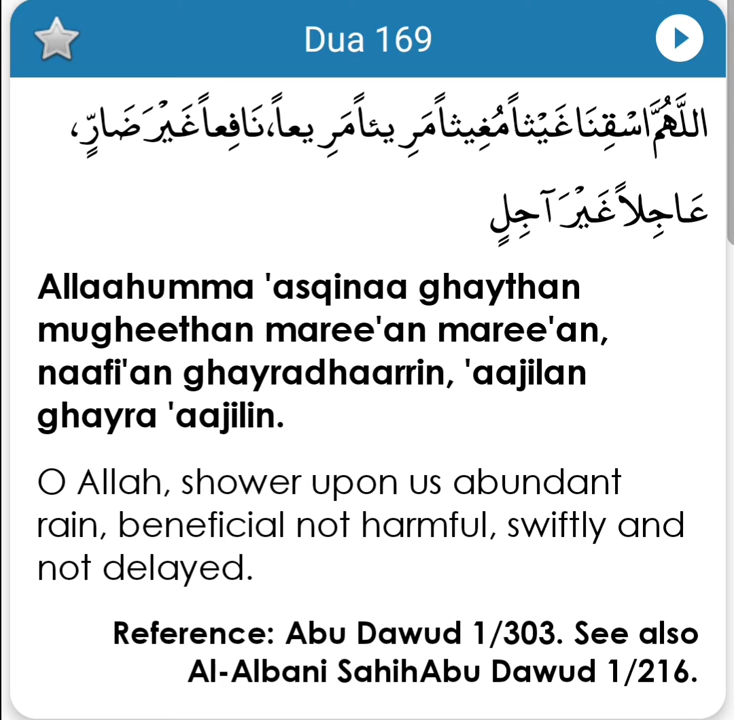 Dua 169
اللَّهُمَّ اسْقِنَا غَيْثاً مُغِيثاً مَرِيئاً مَرِيعاً، نَافِعاً غَيْرَ ضَارٍّ،
عَاجِلاً غَيْرَ آجِلٍ
Allaahumma 'asqinaa ghaythan
mugheethan maree'an maree'an,
naafi'an ghayradhaarrin, 'aajilan
ghayra 'aajilin.
O Allah, shower upon us abundant
rain, beneficial not harmful, swiftly and
not delayed.
Reference: Abu Dawud 1/303. See also
Al-Albani SahihAbu Dawud 1/216.